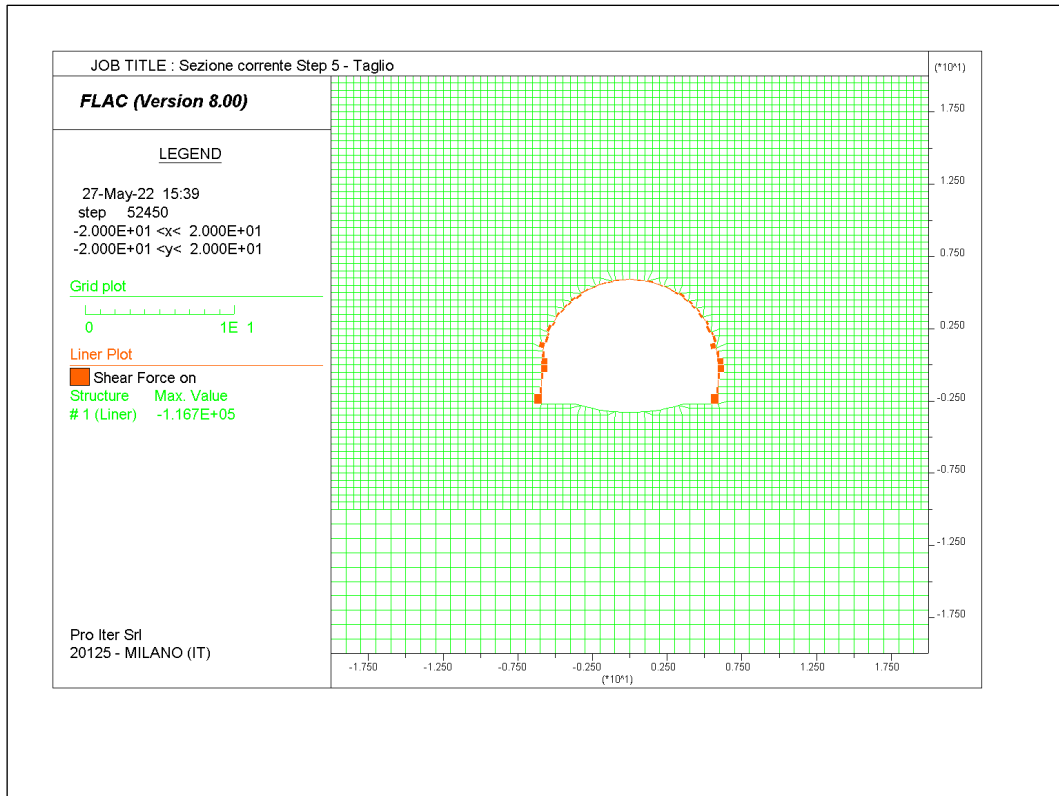 JOB TITLE : Sezione corrente Step 5 - Taglio
(*10^1)
FLAC (Version 8.00)
LEGEND
27-May-22 15:39
step 52450
-2.000E+01 <x< 2.000E+01
-2.000E+01 <y< 2.000E+01
Grid plot
0 1E 1
Liner Plot
Shear Force on
Structure Max. Value
# 1 (Liner) -1.167E+05
Pro Iter Srl
20125 - MILANO (IT)
1.750
1.250
0.750
0.250
-0.250
-0.750
-1.250
-1.750
-1.750 -1.250 -0.750 -0.250 0.250 0.750 1.250 1.750
(*10^1)